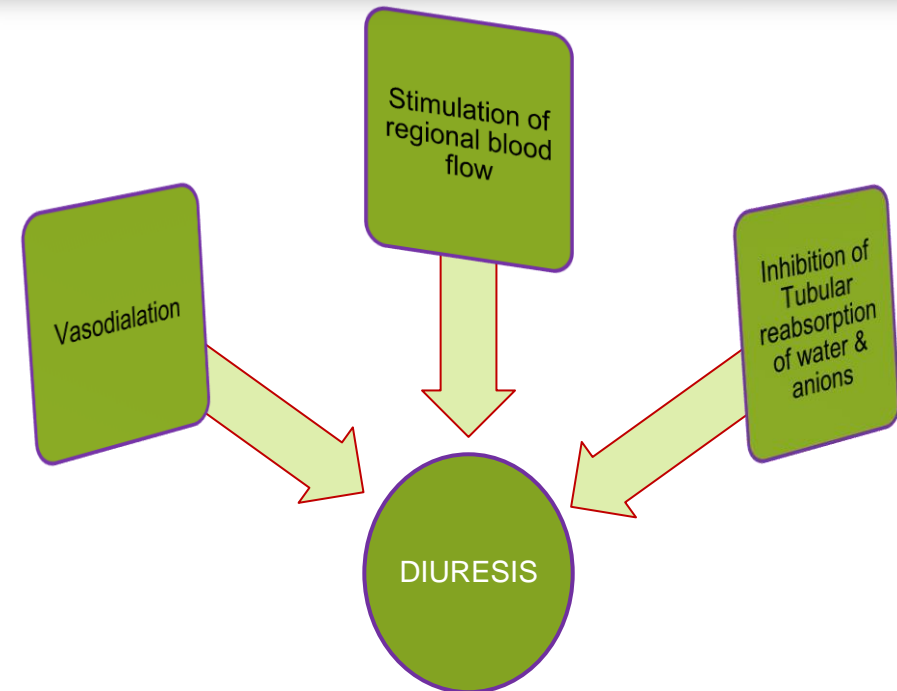 Vasodialation
Stimulation of
regional blood
flow
Inhibition of
Tubular
reabsorption
of water &
anions
DIURESIS